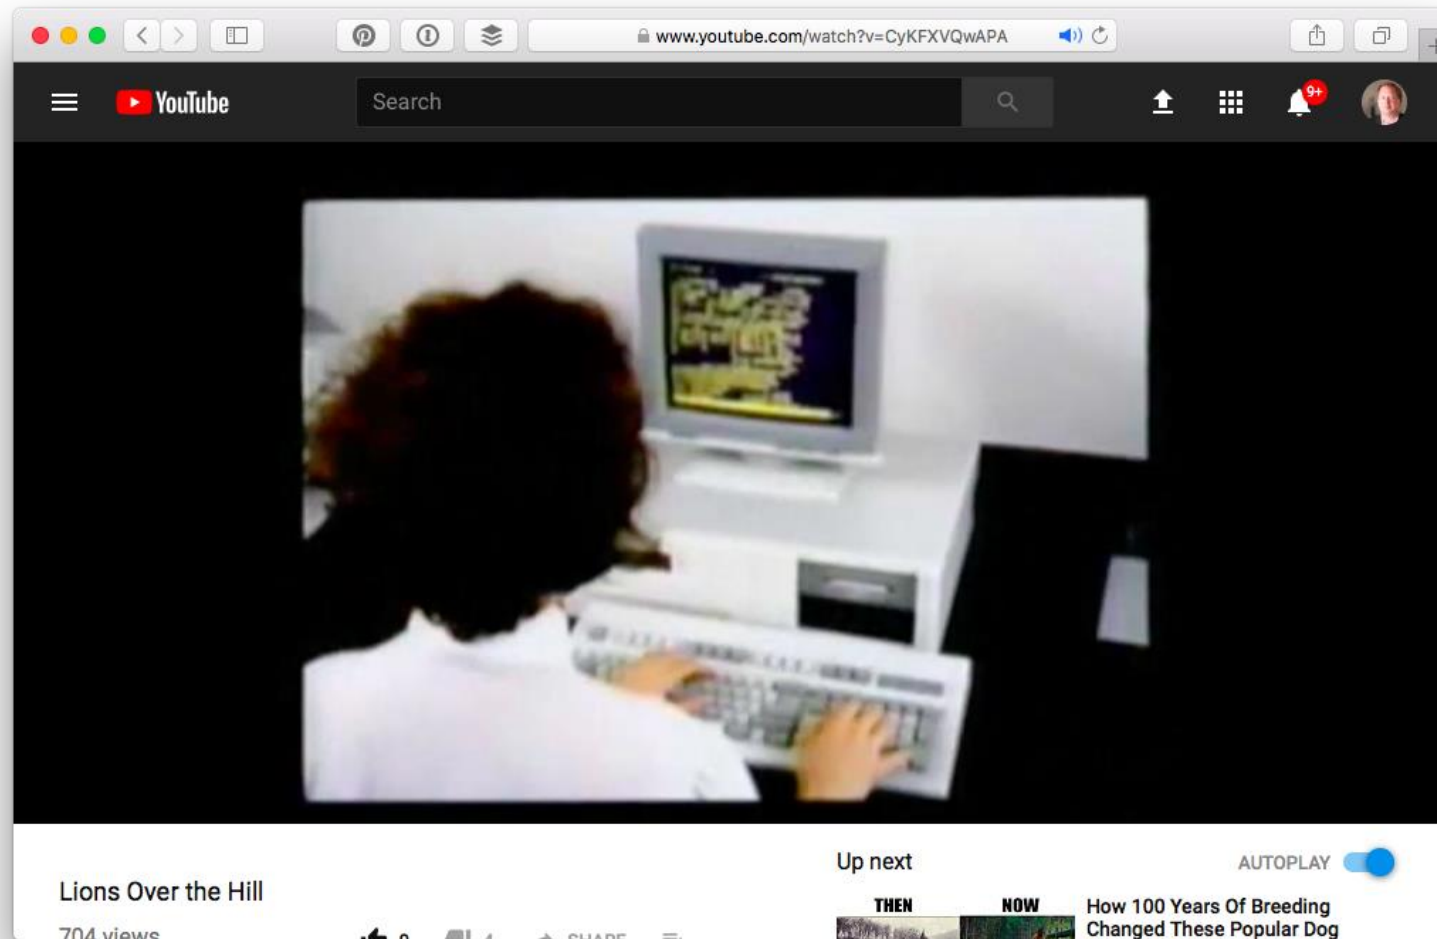 www.youtube.com/watch?v=CyKFXVQwAPA
YouTube
Search
9+
Lions Over the Hill
704 views
SHARE
Up next
AUTOPLAY
THEN NOW
How 100 Years Of Breeding
Changed These Popular Dog